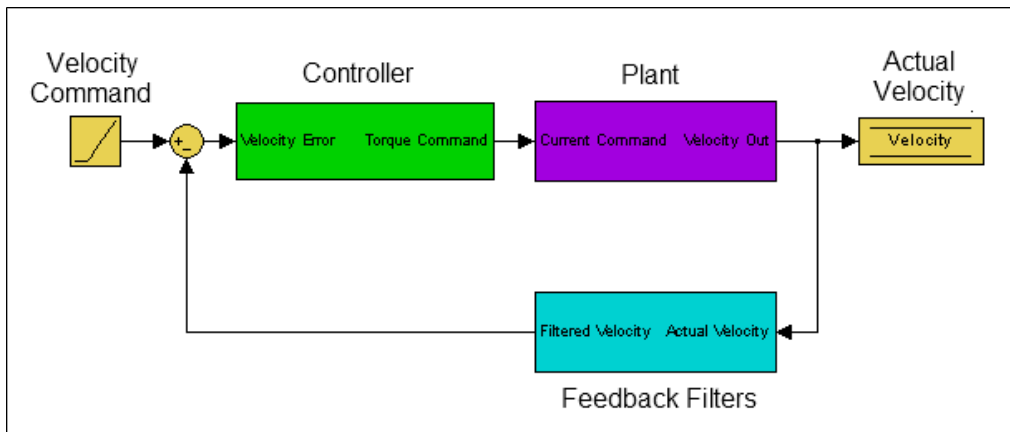 Velocity
Command
Controller
Plant
Actual
Velocity
+
-
Velocity Error
Torque Command
Current Command
Velocity Out
Velocity
Filtered Velocity
Actual Velocity
Feedback Filters